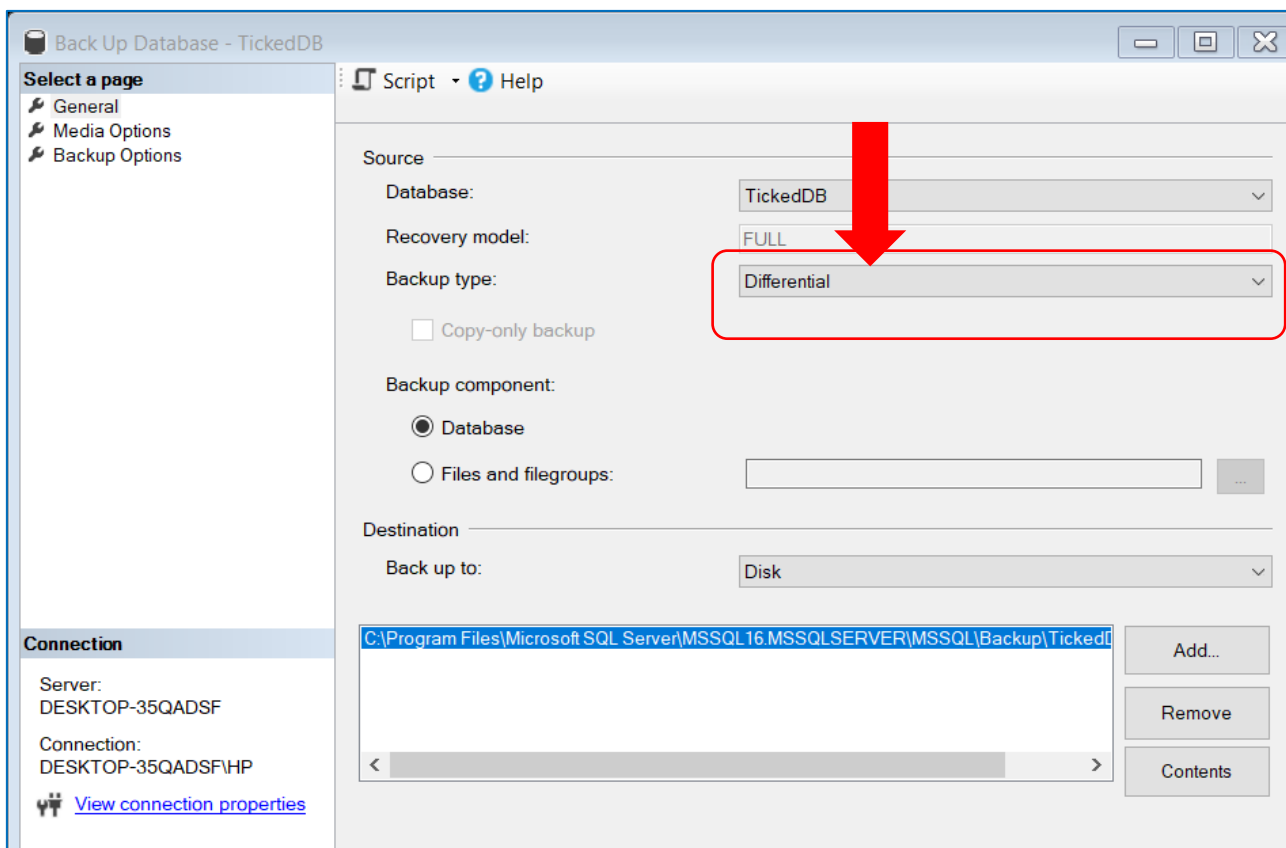 Back Up Database - TickedDB
Select a page
General
Media Options
Backup Options
Script Help
Source
Database: TickedDB
Recovery model: FULL
Backup type: Differential
Copy-only backup
Backup component:
Database
Files and filegroups: ...
Destination
Back up to: Disk
C:\Program Files\Microsoft SQL Server\MSSQL16.MSSQLSERVER\MSSQL\Backup\Ticked
Add...
Remove
Contents
Connection
Server:
DESKTOP-35QADSF
Connection:
DESKTOP-35QADSF\HP
View connection properties